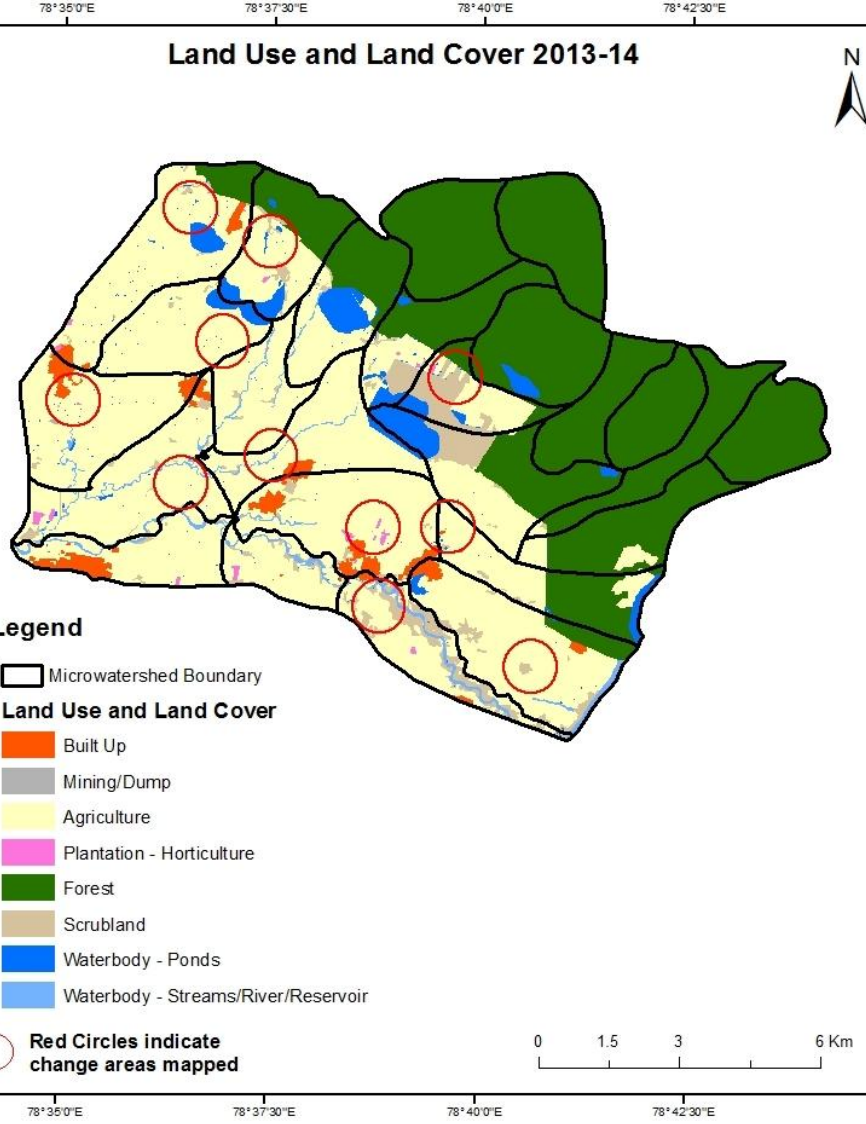 78°35'0"E 78°37'30"E 78°40'0"E 78°42'30"E
Land Use and Land Cover 2013-14
N
Legend
Microwatershed Boundary
Land Use and Land Cover
Built Up
Mining/Dump
Agriculture
Plantation - Horticulture
Forest
Scrubland
Waterbody - Ponds
Waterbody - Streams/River/Reservoir
Red Circles indicate
change areas mapped
0 1.5 3 6 Km
78°35'0"E 78°37'30"E 78°40'0"E 78°42'30"E